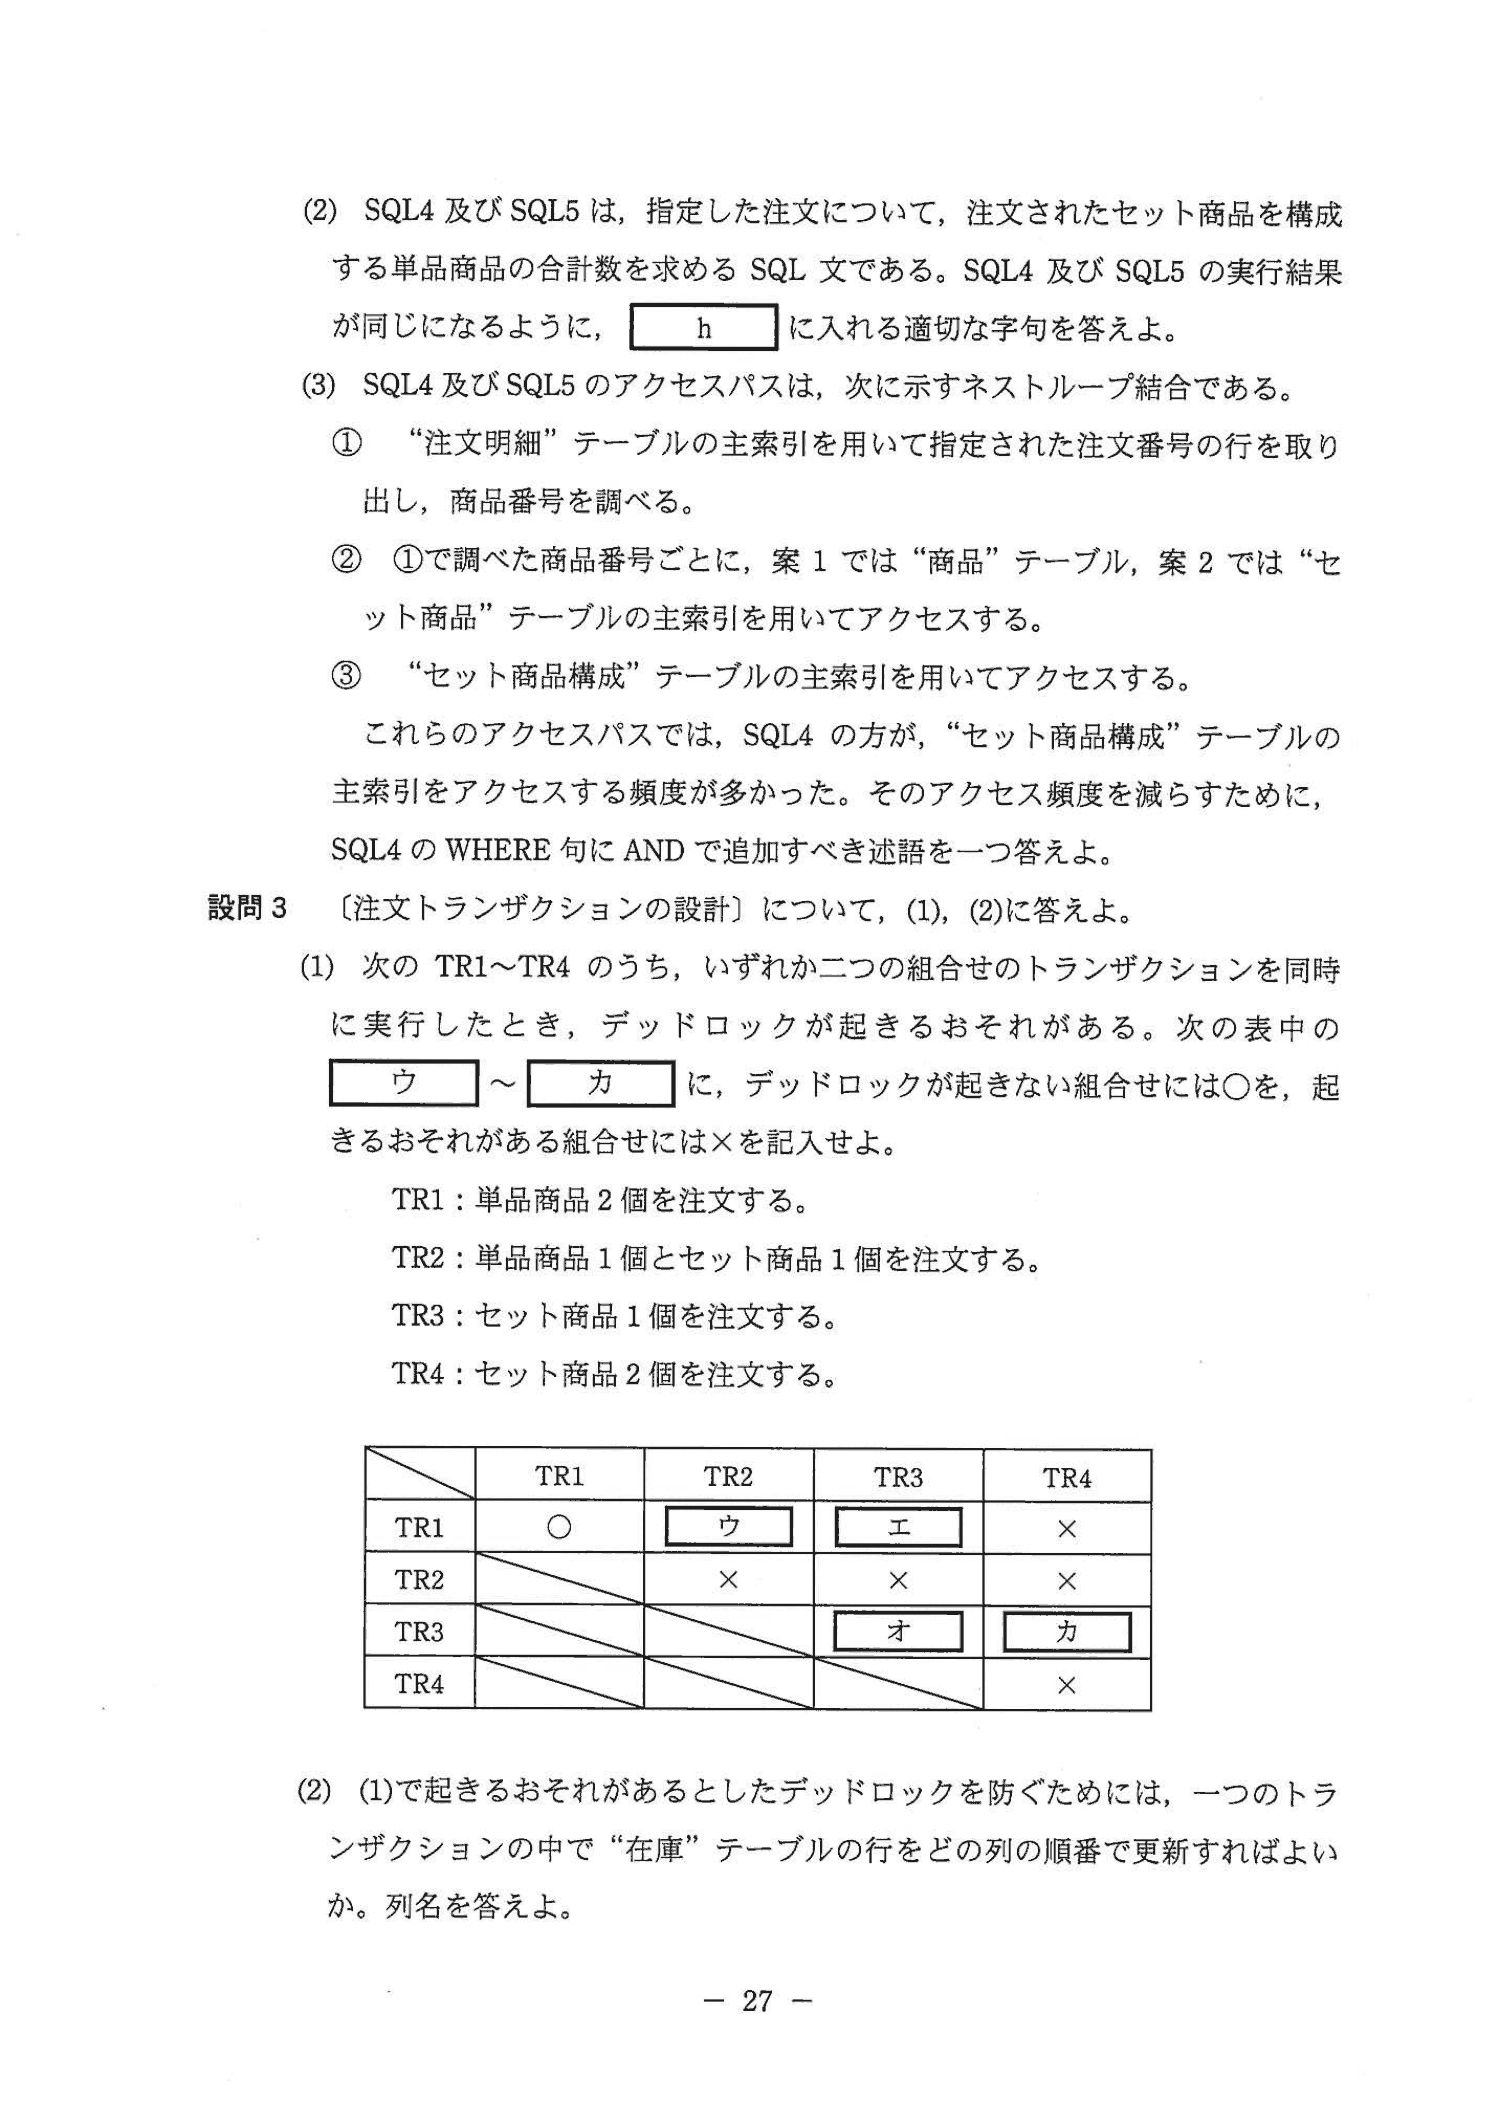 (2) SQL4 及び SQL5 は，指定した注文について，注文されたセット商品を構成
する単品商品の合計数を求める SQL 文である。SQL4 及び SQL5 の実行結果
が同じになるように， h に入れる適切な字句を答えよ。
(3) SQL4 及び SQL5 のアクセスパスは，次に示すネストループ結合である。
① “注文明細” テーブルの主索引を用いて指定された注文番号の行を取り
出し，商品番号を調べる。
② ①で調べた商品番号ごとに，案 1 では “商品” テーブル，案 2 では “セ
ット商品” テーブルの主索引を用いてアクセスする。
③ “セット商品構成” テーブルの主索引を用いてアクセスする。
これらのアクセスパスでは，SQL4 の方が，“セット商品構成” テーブルの
主索引をアクセスする頻度が多かった。そのアクセス頻度を減らすために，
SQL4 の WHERE 句に AND で追加すべき述語を一つ答えよ。
設問 3 〔注文トランザクションの設計〕について，(1)，(2)に答えよ。
(1) 次の TR1～TR4 のうち，いずれか二つの組合せのトランザクションを同時
に実行したとき，デッドロックが起きるおそれがある。次の表中の
ウ ～ カ に，デッドロックが起きない組合せには○を，起
きるおそれがある組合せには×を記入せよ。
TR1：単品商品 2 個を注文する。
TR2：単品商品 1 個とセット商品 1 個を注文する。
TR3：セット商品 1 個を注文する。
TR4：セット商品 2 個を注文する。
TR1 TR2 TR3 TR4
TR1 ○ ウ エ ×
TR2 × × ×
TR3 オ カ
TR4 ×
(2) (1)で起きるおそれがあるとしたデッドロックを防ぐためには，一つのトラ
ンザクションの中で “在庫” テーブルの行をどの列の順番で更新すればよい
か。列名を答えよ。
－ 27 －